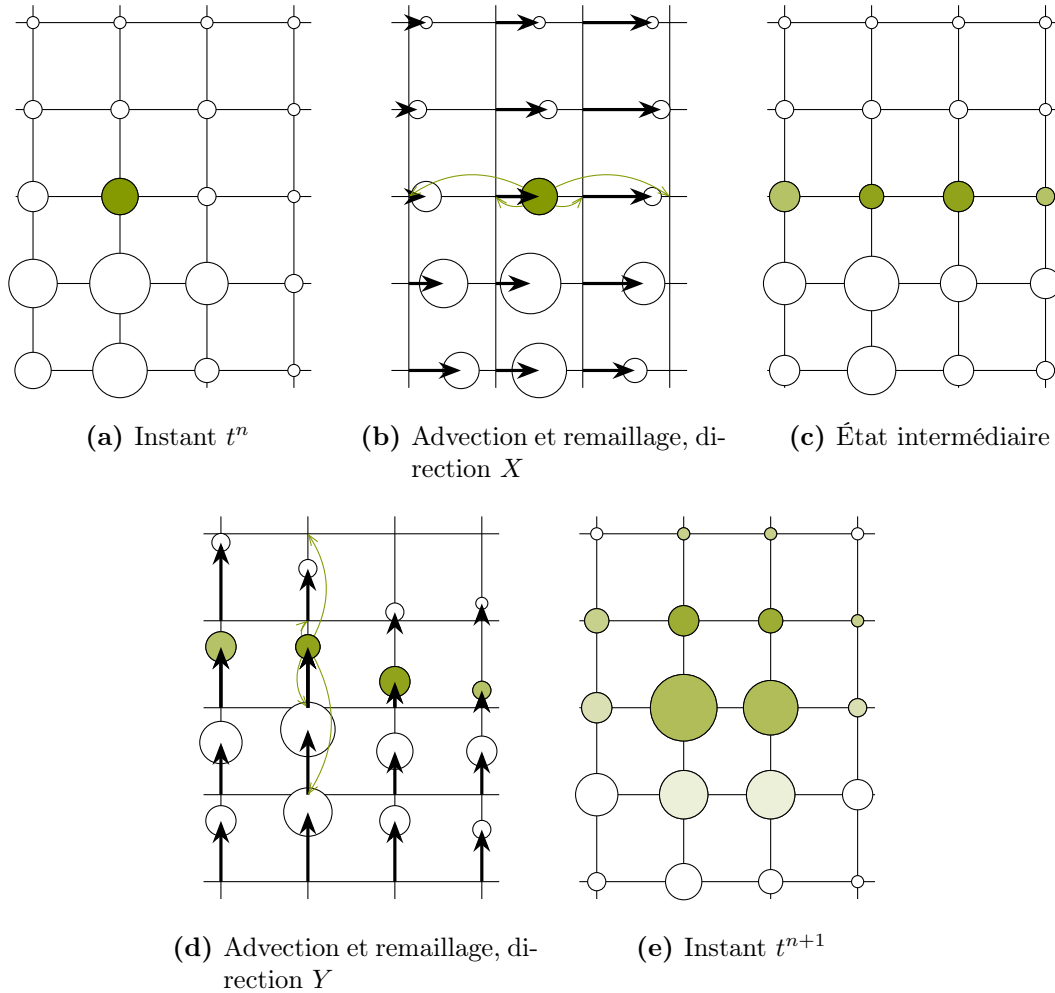 (a) Instant t^n
(b) Advection et remaillage, di-
rection X
(c) État intermédiaire
(d) Advection et remaillage, di-
rection Y
(e) Instant t^{n+1}